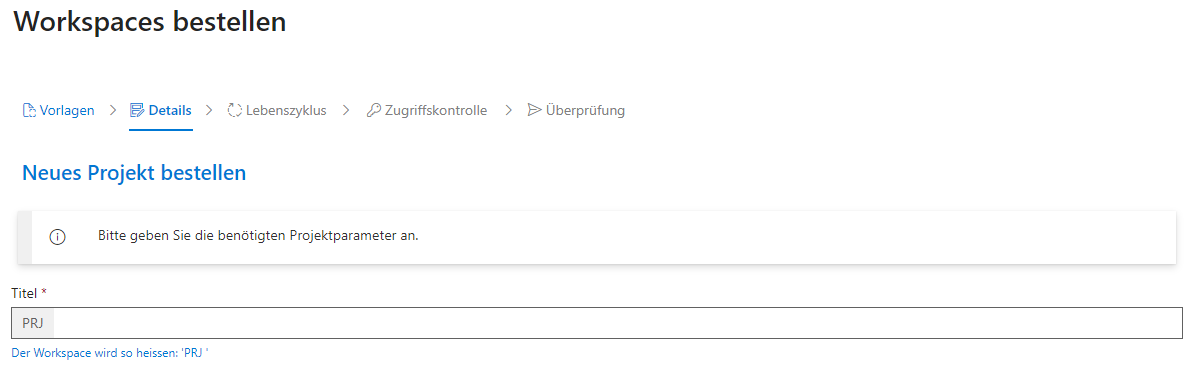 Workspaces bestellen
Vorlagen > Details > Lebenszyklus > Zugriffskontrolle > Überprüfung
Neues Projekt bestellen
Bitte geben Sie die benötigten Projektparameter an.
Titel *
PRJ
Der Workspace wird so heissen: 'PRJ '